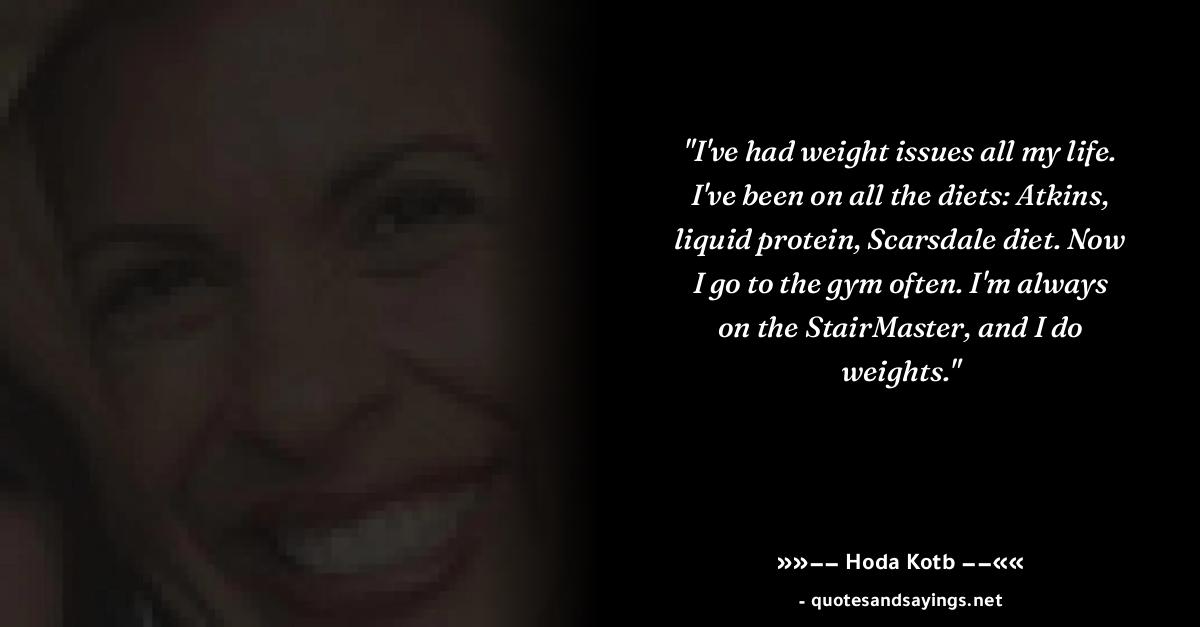 "I've had weight issues all my life.
I've been on all the diets: Atkins,
liquid protein, Scarsdale diet. Now
I go to the gym often. I'm always
on the StairMaster, and I do
weights."
»»—— Hoda Kotb ——««
- quotesandsayings.net